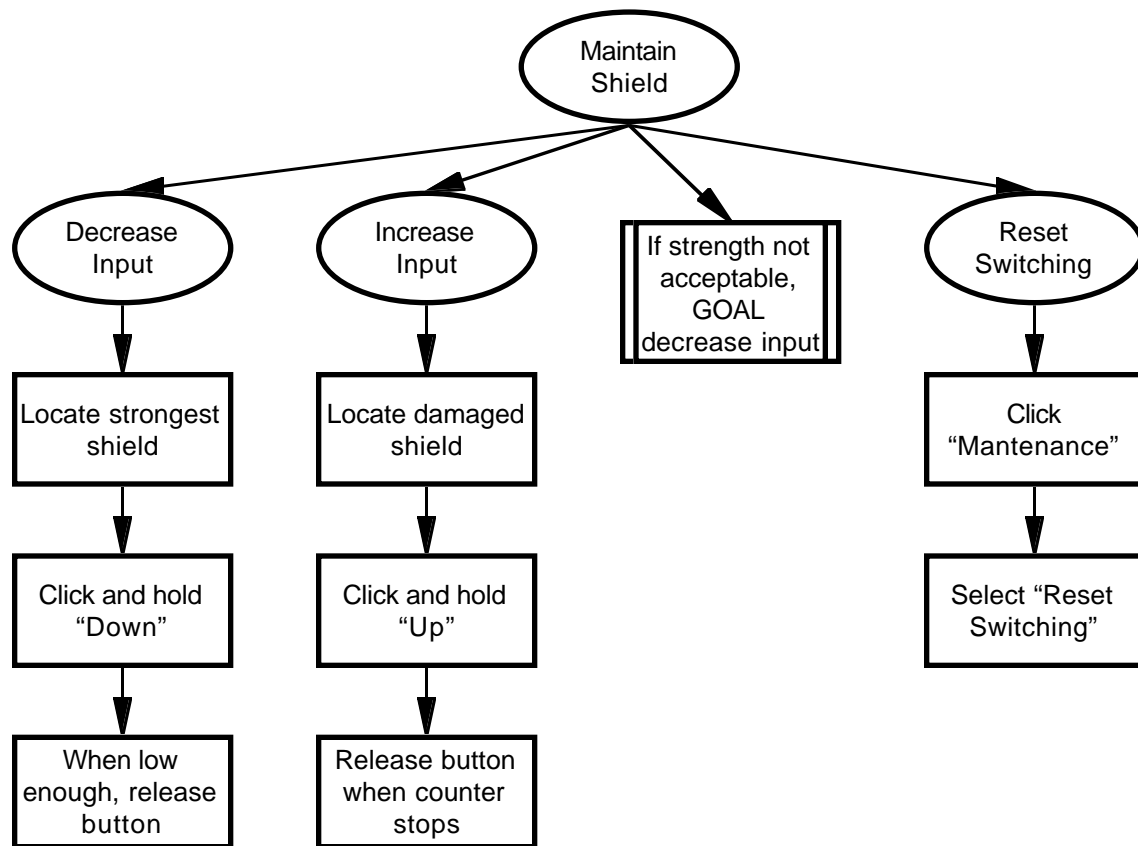 Maintain
Shield
Decrease
Input
Increase
Input
If strength not
acceptable,
GOAL
decrease input
Reset
Switching
Locate strongest
shield
Locate damaged
shield
Click
“Mantenance”
Click and hold
“Down”
Click and hold
“Up”
Select “Reset
Switching”
When low
enough, release
button
Release button
when counter
stops